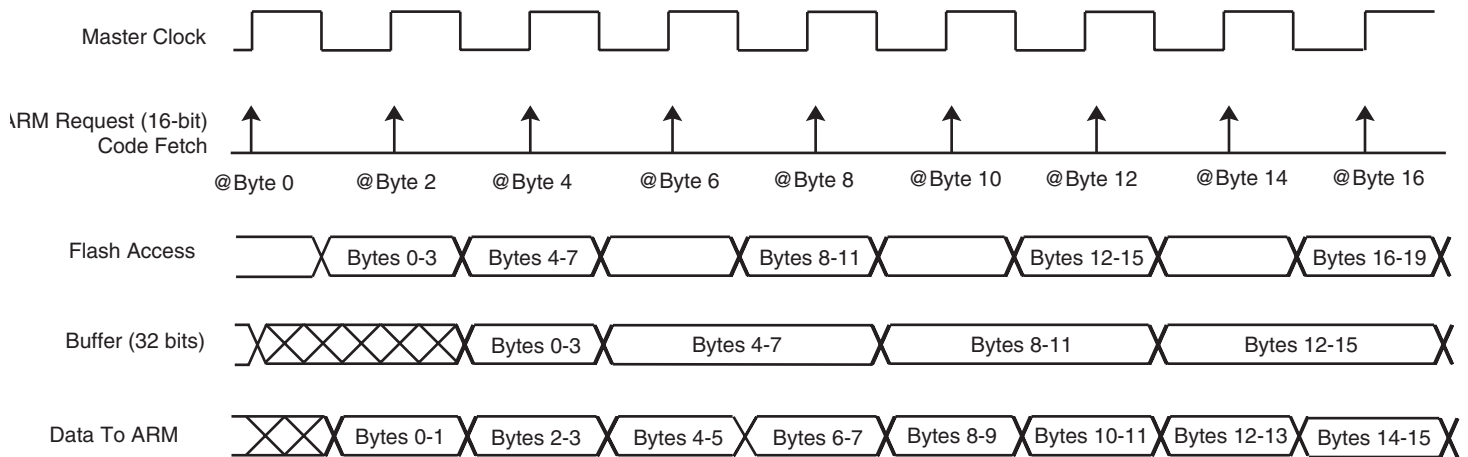 Master Clock
ARM Request (16-bit)
Code Fetch
@Byte 0 @Byte 2 @Byte 4 @Byte 6 @Byte 8 @Byte 10 @Byte 12 @Byte 14 @Byte 16
Flash Access Bytes 0-3 Bytes 4-7 Bytes 8-11 Bytes 12-15 Bytes 16-19
Buffer (32 bits) Bytes 0-3 Bytes 4-7 Bytes 8-11 Bytes 12-15
Data To ARM Bytes 0-1 Bytes 2-3 Bytes 4-5 Bytes 6-7 Bytes 8-9 Bytes 10-11 Bytes 12-13 Bytes 14-15